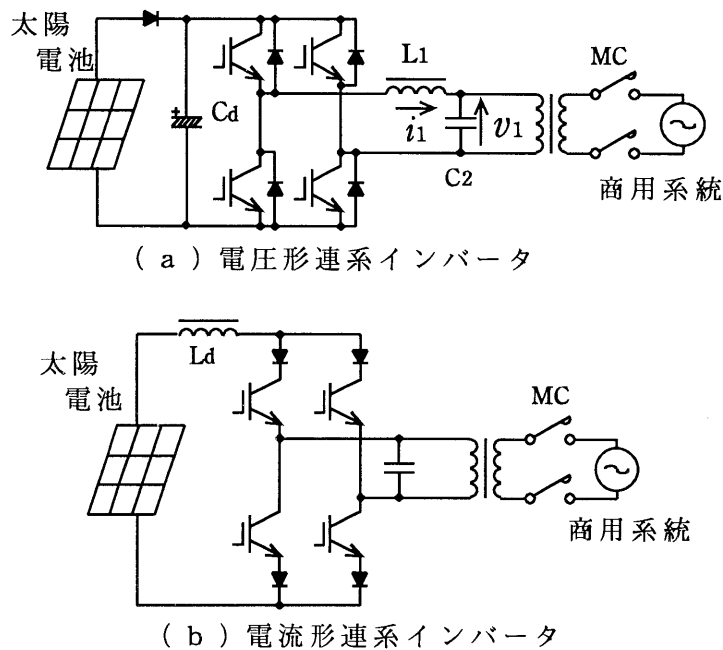 太陽
電池
Cd
L1
i1
v1
C2
MC
商用系統
(a)電圧形連系インバータ
太陽
電池
Ld
MC
商用系統
(b)電流形連系インバータ